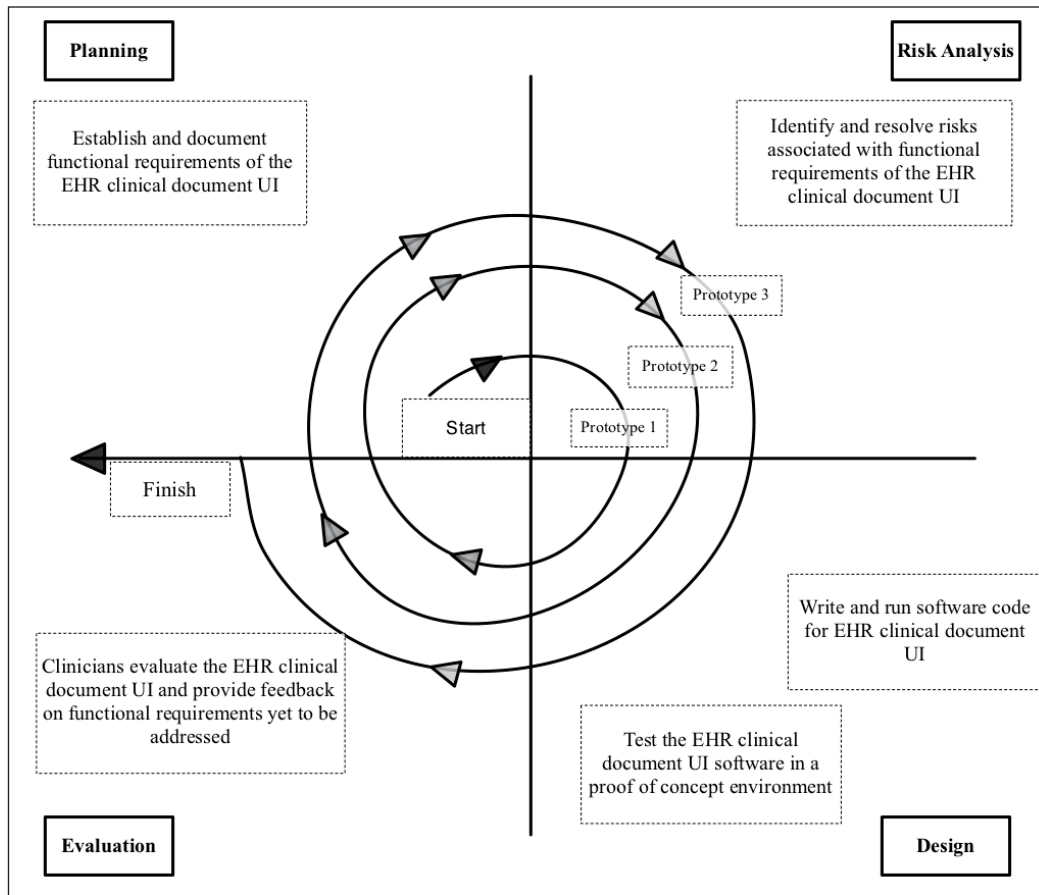 Planning
Risk Analysis
Establish and document
functional requirements of the
EHR clinical document UI
Identify and resolve risks
associated with functional
requirements of the EHR
clinical document UI
Prototype 3
Prototype 2
Prototype 1
Start
Finish
Write and run software code
for EHR clinical document
UI
Clinicians evaluate the EHR clinical
document UI and provide feedback
on functional requirements yet to be
addressed
Test the EHR clinical
document UI software in a
proof of concept environment
Evaluation
Design